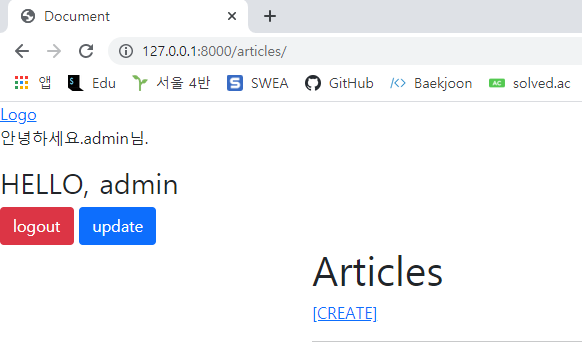 Document
127.0.0.1:8000/articles/
앱 Edu 서울 4반 SWEA GitHub Baekjoon solved.ac
Logo
안녕하세요.admin님.
HELLO, admin
logout update
Articles
[CREATE]